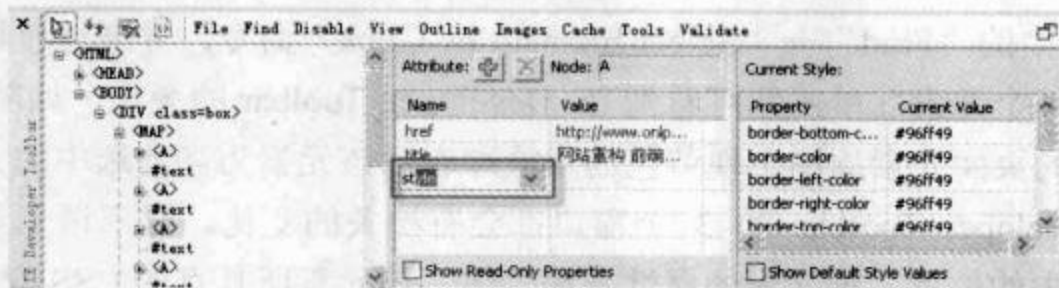 File Find Disable View Outline Images Cache Tools Validate
IE Developer Toolbar
<HTML>
<HEAD>
<BODY>
<DIV class=box>
<MAP>
<A>
#text
<A>
#text
<A>
#text
<A>
#text
Attribute:
Node: A
Name Value
href http://www.onlp...
title 网站重构 前端...
style
Show Read-Only Properties
Current Style:
Property Current Value
border-bottom-c... #96ff49
border-color #96ff49
border-left-color #96ff49
border-right-color #96ff49
border-top-color #96ff49
Show Default Style Values